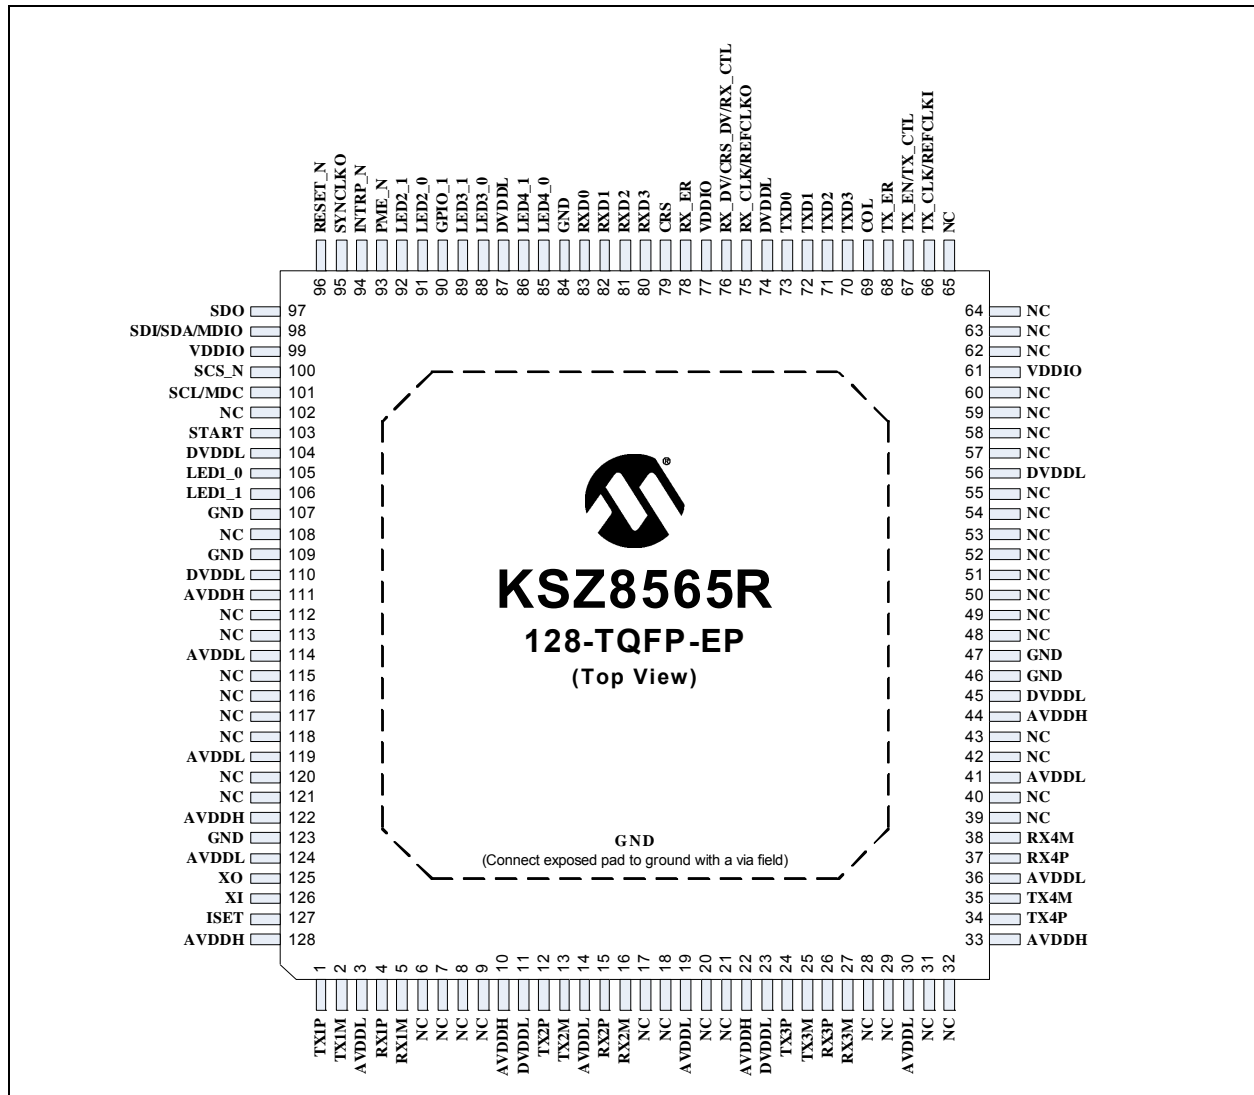 RESET_N
SYNCLKO
INTRP_N
PME_N
LED2_1
LED2_0
GPIO_1
LED3_1
LED3_0
DVDDL
LED4_1
LED4_0
GND
RXD0
RXD1
RXD2
RXD3
CRS
RX_ER
VDDIO
RX_DV/CRS_DV/RX_CTL
RX_CLK/REFCLKO
DVDDL
TXD0
TXD1
TXD2
TXD3
COL
TX_ER
TX_EN/TX_CTL
TX_CLK/REFCLKI
NC
96 95 94 93 92 91 90 89 88 87 86 85 84 83 82 81 80 79 78 77 76 75 74 73 72 71 70 69 68 67 66 65
SDO 97
SDI/SDA/MDIO 98
VDDIO 99
SCS_N 100
SCL/MDC 101
NC 102
START 103
DVDDL 104
LED1_0 105
LED1_1 106
GND 107
NC 108
GND 109
DVDDL 110
AVDDH 111
NC 112
NC 113
AVDDL 114
NC 115
NC 116
NC 117
NC 118
AVDDL 119
NC 120
NC 121
AVDDH 122
GND 123
AVDDL 124
XO 125
XI 126
ISET 127
AVDDH 128
®
KSZ8565R
128-TQFP-EP
(Top View)
GND
(Connect exposed pad to ground with a via field)
64 NC
63 NC
62 NC
61 VDDIO
60 NC
59 NC
58 NC
57 NC
56 DVDDL
55 NC
54 NC
53 NC
52 NC
51 NC
50 NC
49 NC
48 NC
47 GND
46 GND
45 DVDDL
44 AVDDH
43 NC
42 NC
41 AVDDL
40 NC
39 NC
38 RX4M
37 RX4P
36 AVDDL
35 TX4M
34 TX4P
33 AVDDH
1 2 3 4 5 6 7 8 9 10 11 12 13 14 15 16 17 18 19 20 21 22 23 24 25 26 27 28 29 30 31 32
TX1P
TX1M
AVDDL
RX1P
RX1M
NC
NC
NC
NC
AVDDH
DVDDL
TX2P
TX2M
AVDDL
RX2P
RX2M
NC
NC
AVDDL
NC
NC
AVDDH
DVDDL
TX3P
TX3M
RX3P
RX3M
NC
NC
AVDDL
NC
NC